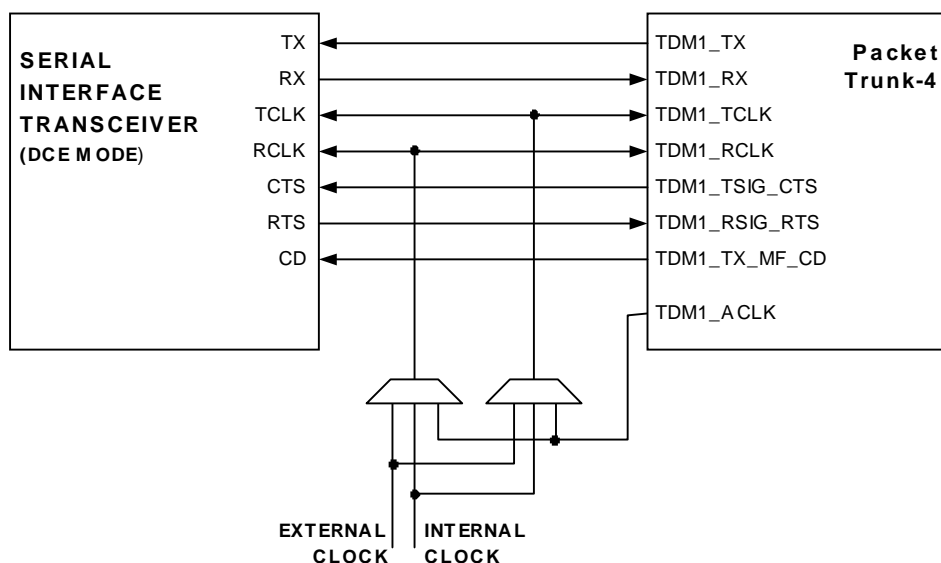 SERIAL
INTERFACE
TRANSCEIVER
(DCE MODE)
TX
RX
TCLK
RCLK
CTS
RTS
CD
TDM1_TX
TDM1_RX
TDM1_TCLK
TDM1_RCLK
TDM1_TSIG_CTS
TDM1_RSIG_RTS
TDM1_TX_MF_CD
TDM1_ACLK
Packet
Trunk-4
EXTERNAL
CLOCK
INTERNAL
CLOCK